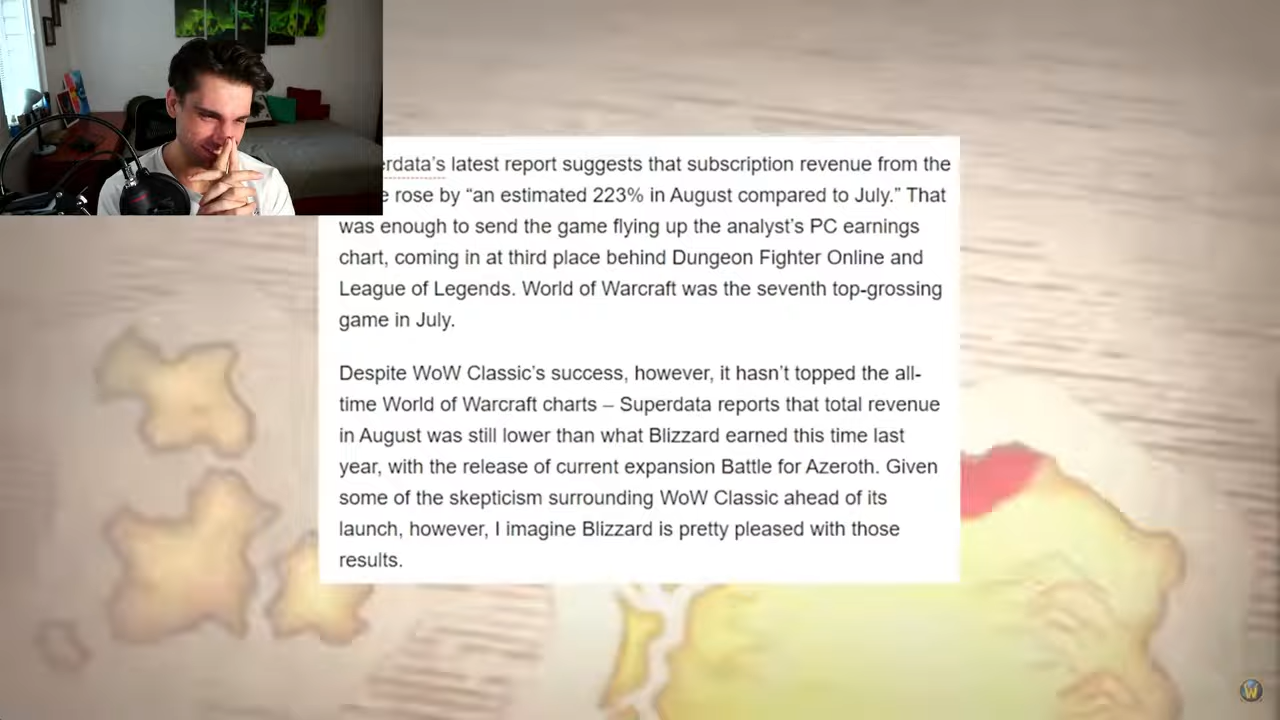 erdata’s latest report suggests that subscription revenue from the
e rose by “an estimated 223% in August compared to July.” That
was enough to send the game flying up the analyst’s PC earnings
chart, coming in at third place behind Dungeon Fighter Online and
League of Legends. World of Warcraft was the seventh top-grossing
game in July.
Despite WoW Classic’s success, however, it hasn’t topped the all-
time World of Warcraft charts – Superdata reports that total revenue
in August was still lower than what Blizzard earned this time last
year, with the release of current expansion Battle for Azeroth. Given
some of the skepticism surrounding WoW Classic ahead of its
launch, however, I imagine Blizzard is pretty pleased with those
results.
W